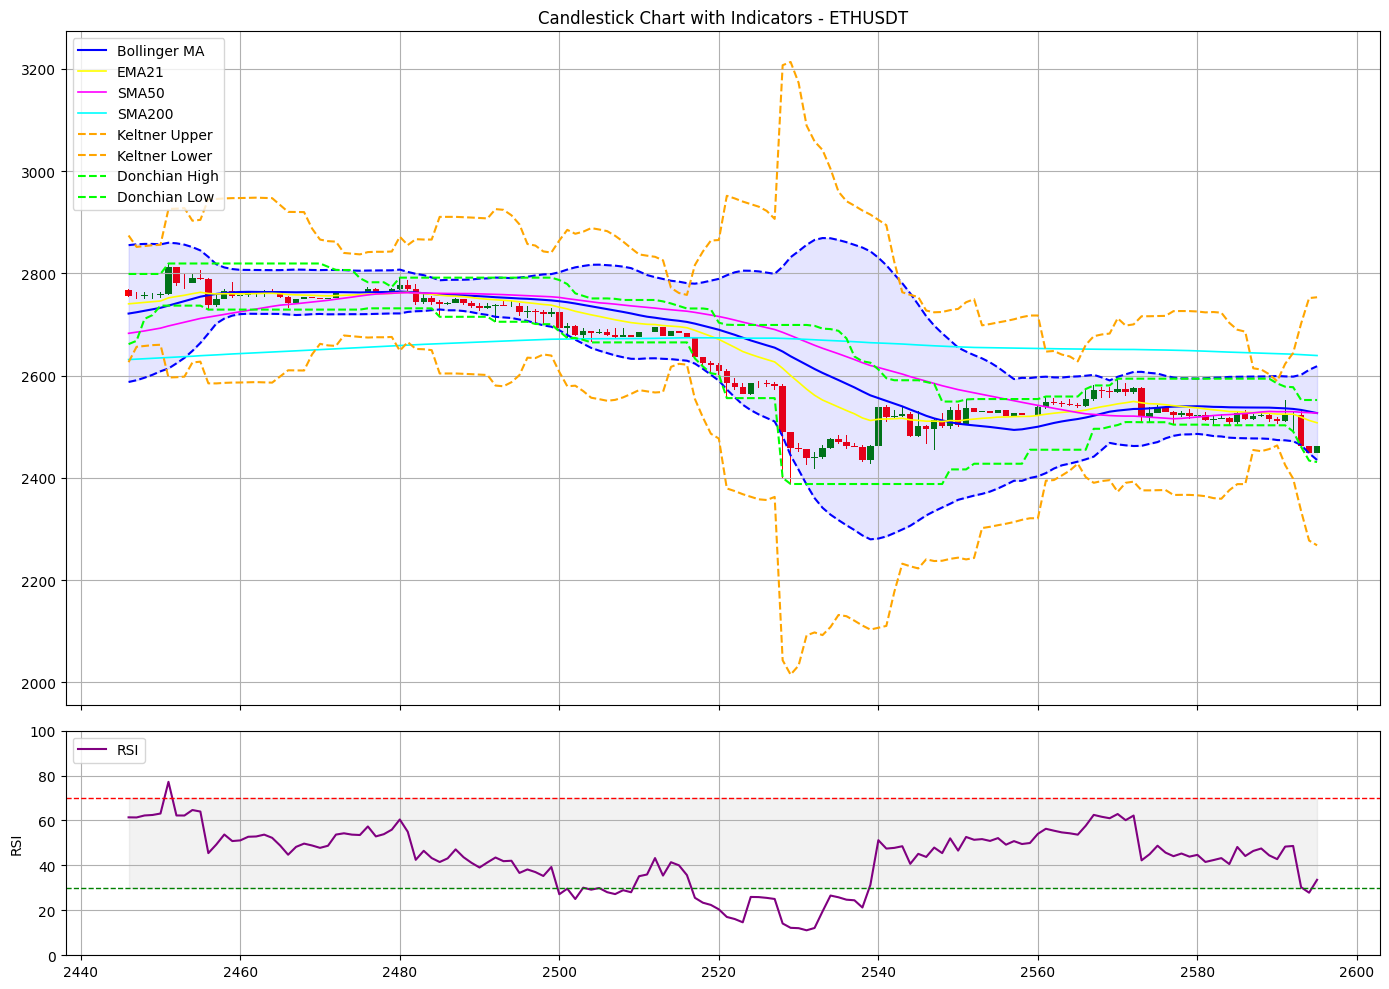 Candlestick Chart with Indicators - ETHUSDT
Bollinger MA
EMA21
SMA50
SMA200
Keltner Upper
Keltner Lower
Donchian High
Donchian Low
3200
3000
2800
2600
2400
2200
2000
RSI
100
80
60
40
20
0
RSI
2440
2460
2480
2500
2520
2540
2560
2580
2600